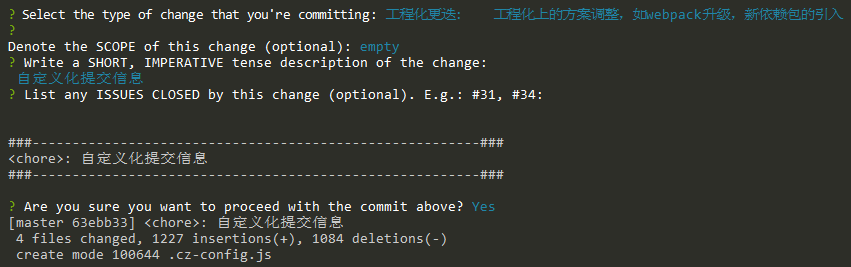 ? Select the type of change that you're committing: 工程化更迭:    工程化上的方案调整，如webpack升级，新依赖包的引入
?
Denote the SCOPE of this change (optional): empty
? Write a SHORT, IMPERATIVE tense description of the change:
 自定义化提交信息
? List any ISSUES CLOSED by this change (optional). E.g.: #31, #34:
###--------------------------------------------------------###
<chore>: 自定义化提交信息
###--------------------------------------------------------###
? Are you sure you want to proceed with the commit above? Yes
[master 63ebb33] <chore>: 自定义化提交信息
 4 files changed, 1227 insertions(+), 1084 deletions(-)
 create mode 100644 .cz-config.js